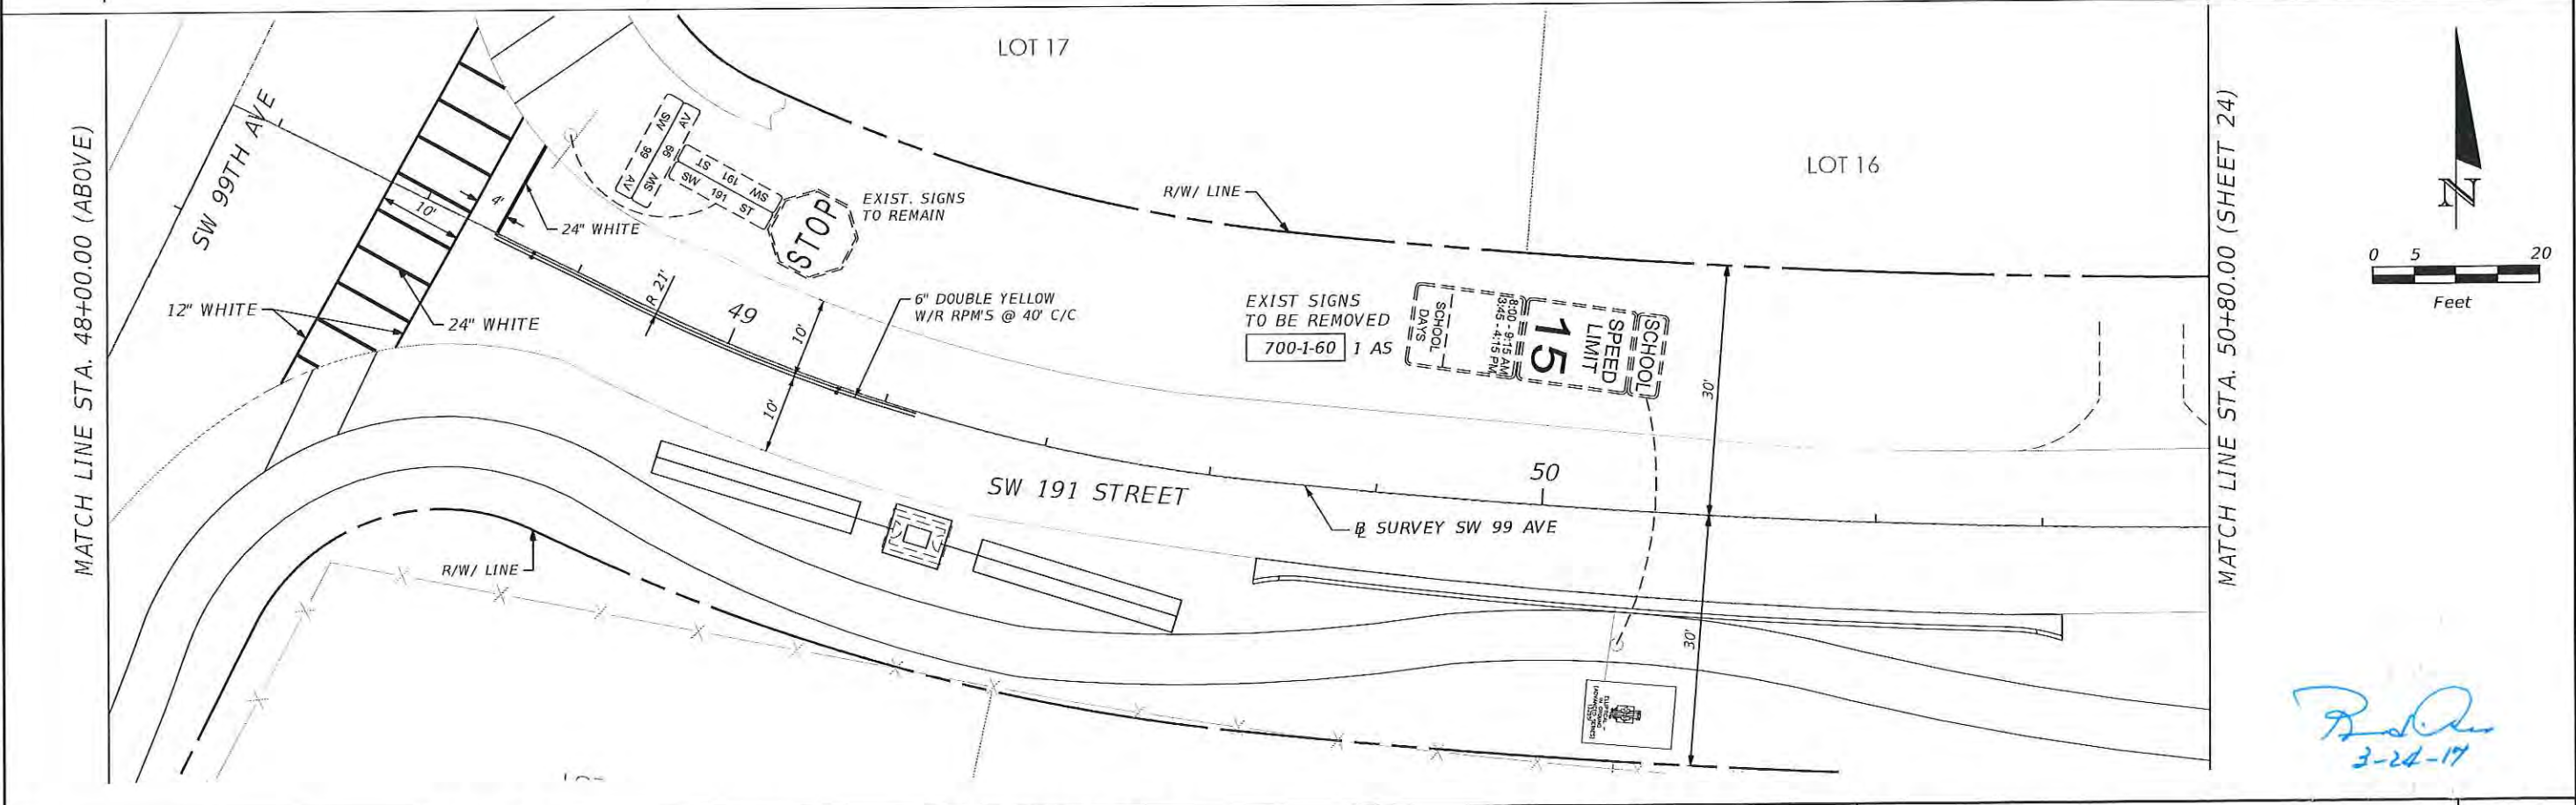 MATCH LINE STA. 48+00.00 (ABOVE)
SW 99TH AVE
12" WHITE
24" WHITE
10'
4'
24" WHITE
SW 99 AV
SW 99 AV
SW 191 ST
SW 191 ST
STOP
EXIST. SIGNS
TO REMAIN
LOT 17
R 21'
49
10'
10'
6" DOUBLE YELLOW
W/R RPM'S @ 40' C/C
R/W/ LINE
LOT 16
EXIST SIGNS
TO BE REMOVED
700-1-60 1 AS
SCHOOL
SPEED
LIMIT
15
8:00 - 9:15 AM
3:45 - 4:15 PM
SCHOOL
DAYS
30'
30'
SW 191 STREET
50
BL SURVEY SW 99 AVE
R/W/ LINE
MATCH LINE STA. 50+80.00 (SHEET 24)
N
0 5 20
Feet
3-24-17